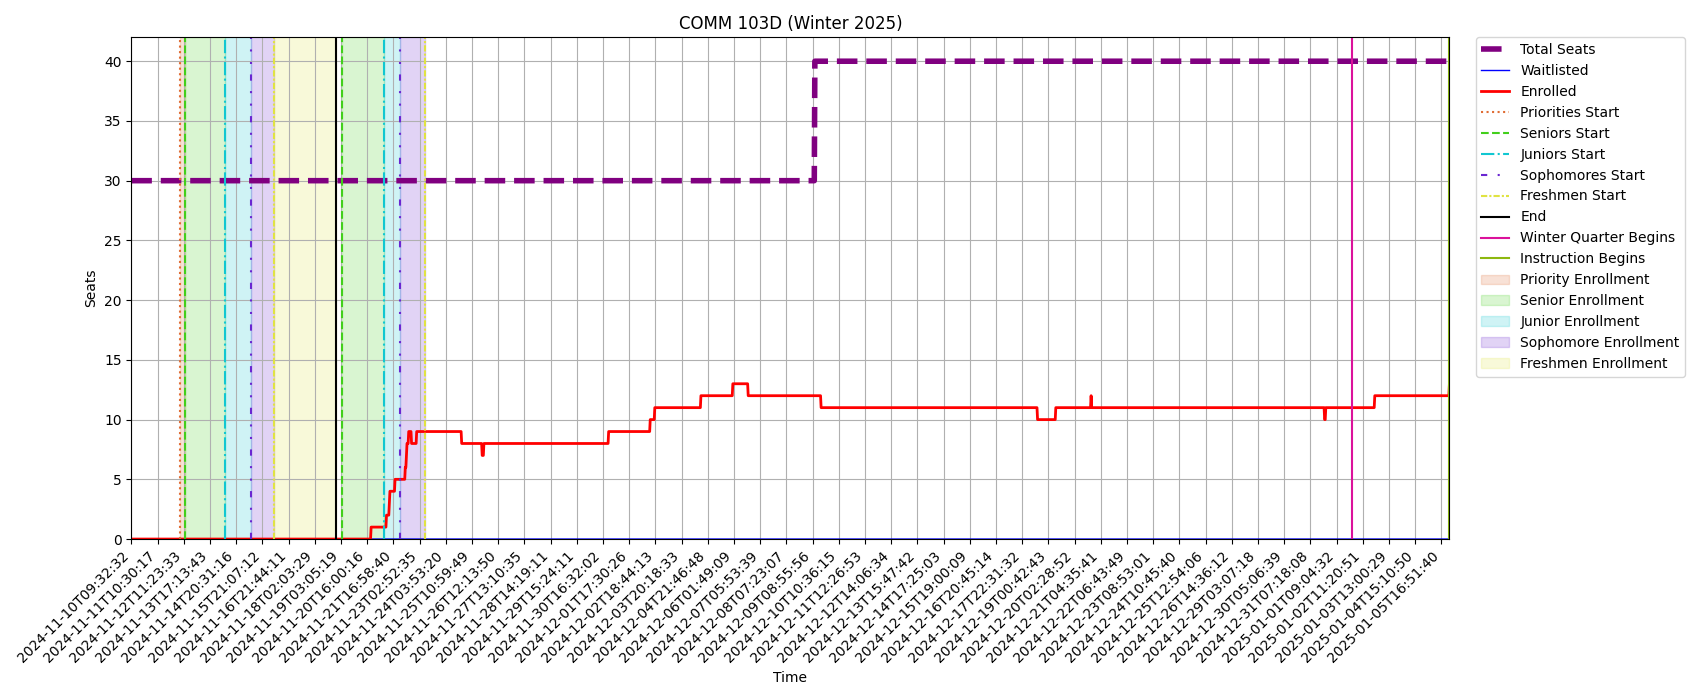 COMM 103D (Winter 2025)
Seats
40
35
30
25
20
15
10
5
0
2024-11-10T09:32:32
2024-11-11T10:30:17
2024-11-12T11:23:33
2024-11-13T17:13:43
2024-11-14T20:31:16
2024-11-15T21:07:12
2024-11-16T21:44:11
2024-11-18T02:03:29
2024-11-19T03:05:19
2024-11-20T16:00:16
2024-11-21T16:58:40
2024-11-23T02:52:35
2024-11-24T03:53:20
2024-11-25T10:59:49
2024-11-26T12:13:50
2024-11-27T13:10:35
2024-11-28T14:19:11
2024-11-29T15:24:11
2024-11-30T16:32:02
2024-12-01T17:30:26
2024-12-02T18:44:13
2024-12-03T20:18:33
2024-12-04T21:46:48
2024-12-06T01:49:09
2024-12-07T05:53:39
2024-12-08T07:23:07
2024-12-09T08:55:56
2024-12-10T10:36:15
2024-12-11T12:26:53
2024-12-12T14:06:34
2024-12-13T15:47:42
2024-12-14T17:25:03
2024-12-15T19:00:09
2024-12-16T20:45:14
2024-12-17T22:31:32
2024-12-19T00:42:43
2024-12-20T02:28:52
2024-12-21T04:35:41
2024-12-22T06:43:49
2024-12-23T08:53:01
2024-12-24T10:45:40
2024-12-25T12:54:06
2024-12-26T14:36:12
2024-12-29T03:07:18
2024-12-30T05:06:39
2024-12-31T07:18:08
2025-01-01T09:04:32
2025-01-02T11:20:51
2025-01-03T13:00:29
2025-01-04T15:10:50
2025-01-05T16:51:40
Time
Total Seats
Waitlisted
Enrolled
Priorities Start
Seniors Start
Juniors Start
Sophomores Start
Freshmen Start
End
Winter Quarter Begins
Instruction Begins
Priority Enrollment
Senior Enrollment
Junior Enrollment
Sophomore Enrollment
Freshmen Enrollment